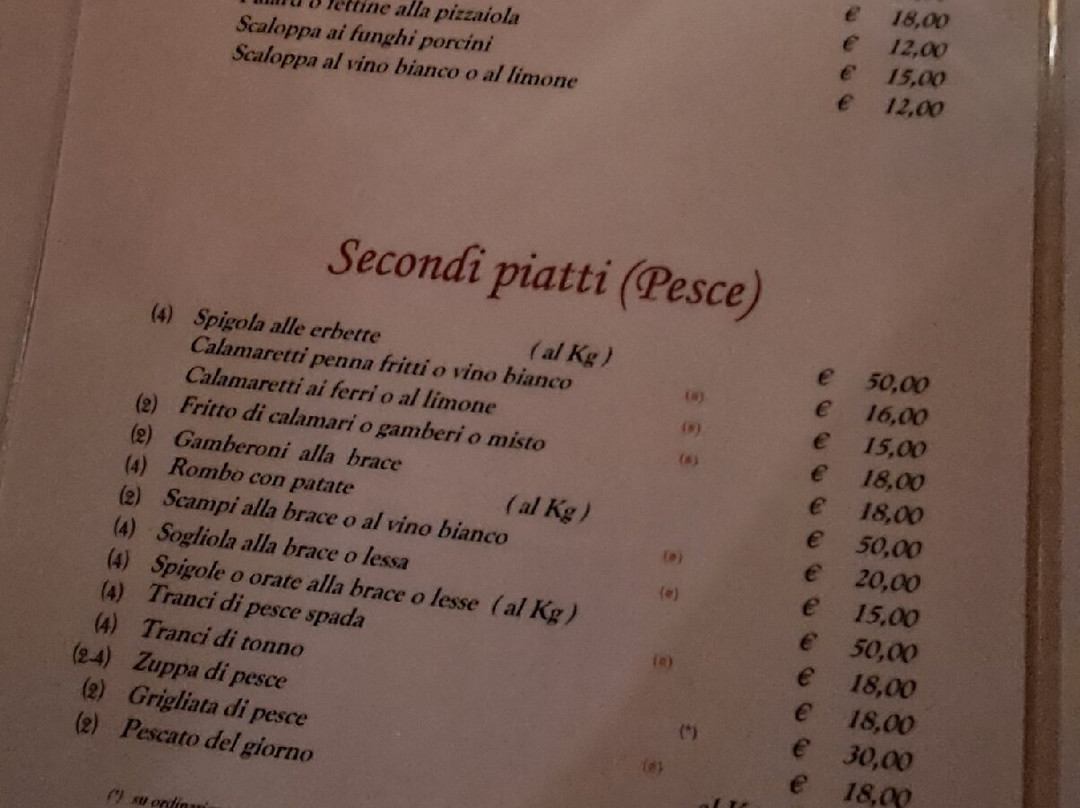 € 18,00
o fettine alla pizzaiola € 12,00
Scaloppa ai funghi porcini € 15,00
Scaloppa al vino bianco o al limone € 12,00
Secondi piatti (Pesce)
(4) Spigola alle erbette ( al Kg ) € 50,00
Calamaretti penna fritti o vino bianco € 16,00
Calamaretti ai ferri o al limone € 15,00
(2) Fritto di calamari o gamberi o misto € 18,00
(2) Gamberoni alla brace € 18,00
(4) Rombo con patate ( al Kg ) € 50,00
(2) Scampi alla brace o al vino bianco € 20,00
(4) Sogliola alla brace o lessa € 15,00
(4) Spigole o orate alla brace o lesse ( al Kg ) € 50,00
(4) Tranci di pesce spada € 18,00
(4) Tranci di tonno € 18,00
(2-4) Zuppa di pesce (*) € 30,00
(2) Grigliata di pesce € 18,00
(2) Pescato del giorno
(*) su